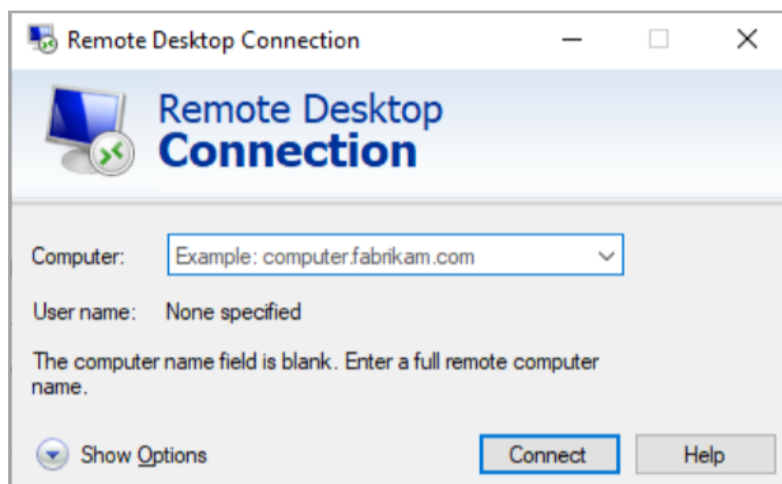 Remote Desktop Connection
Remote Desktop
Connection
Computer: Example: computer.fabrikam.com
User name: None specified
The computer name field is blank. Enter a full remote computer
name.
Show Options Connect Help